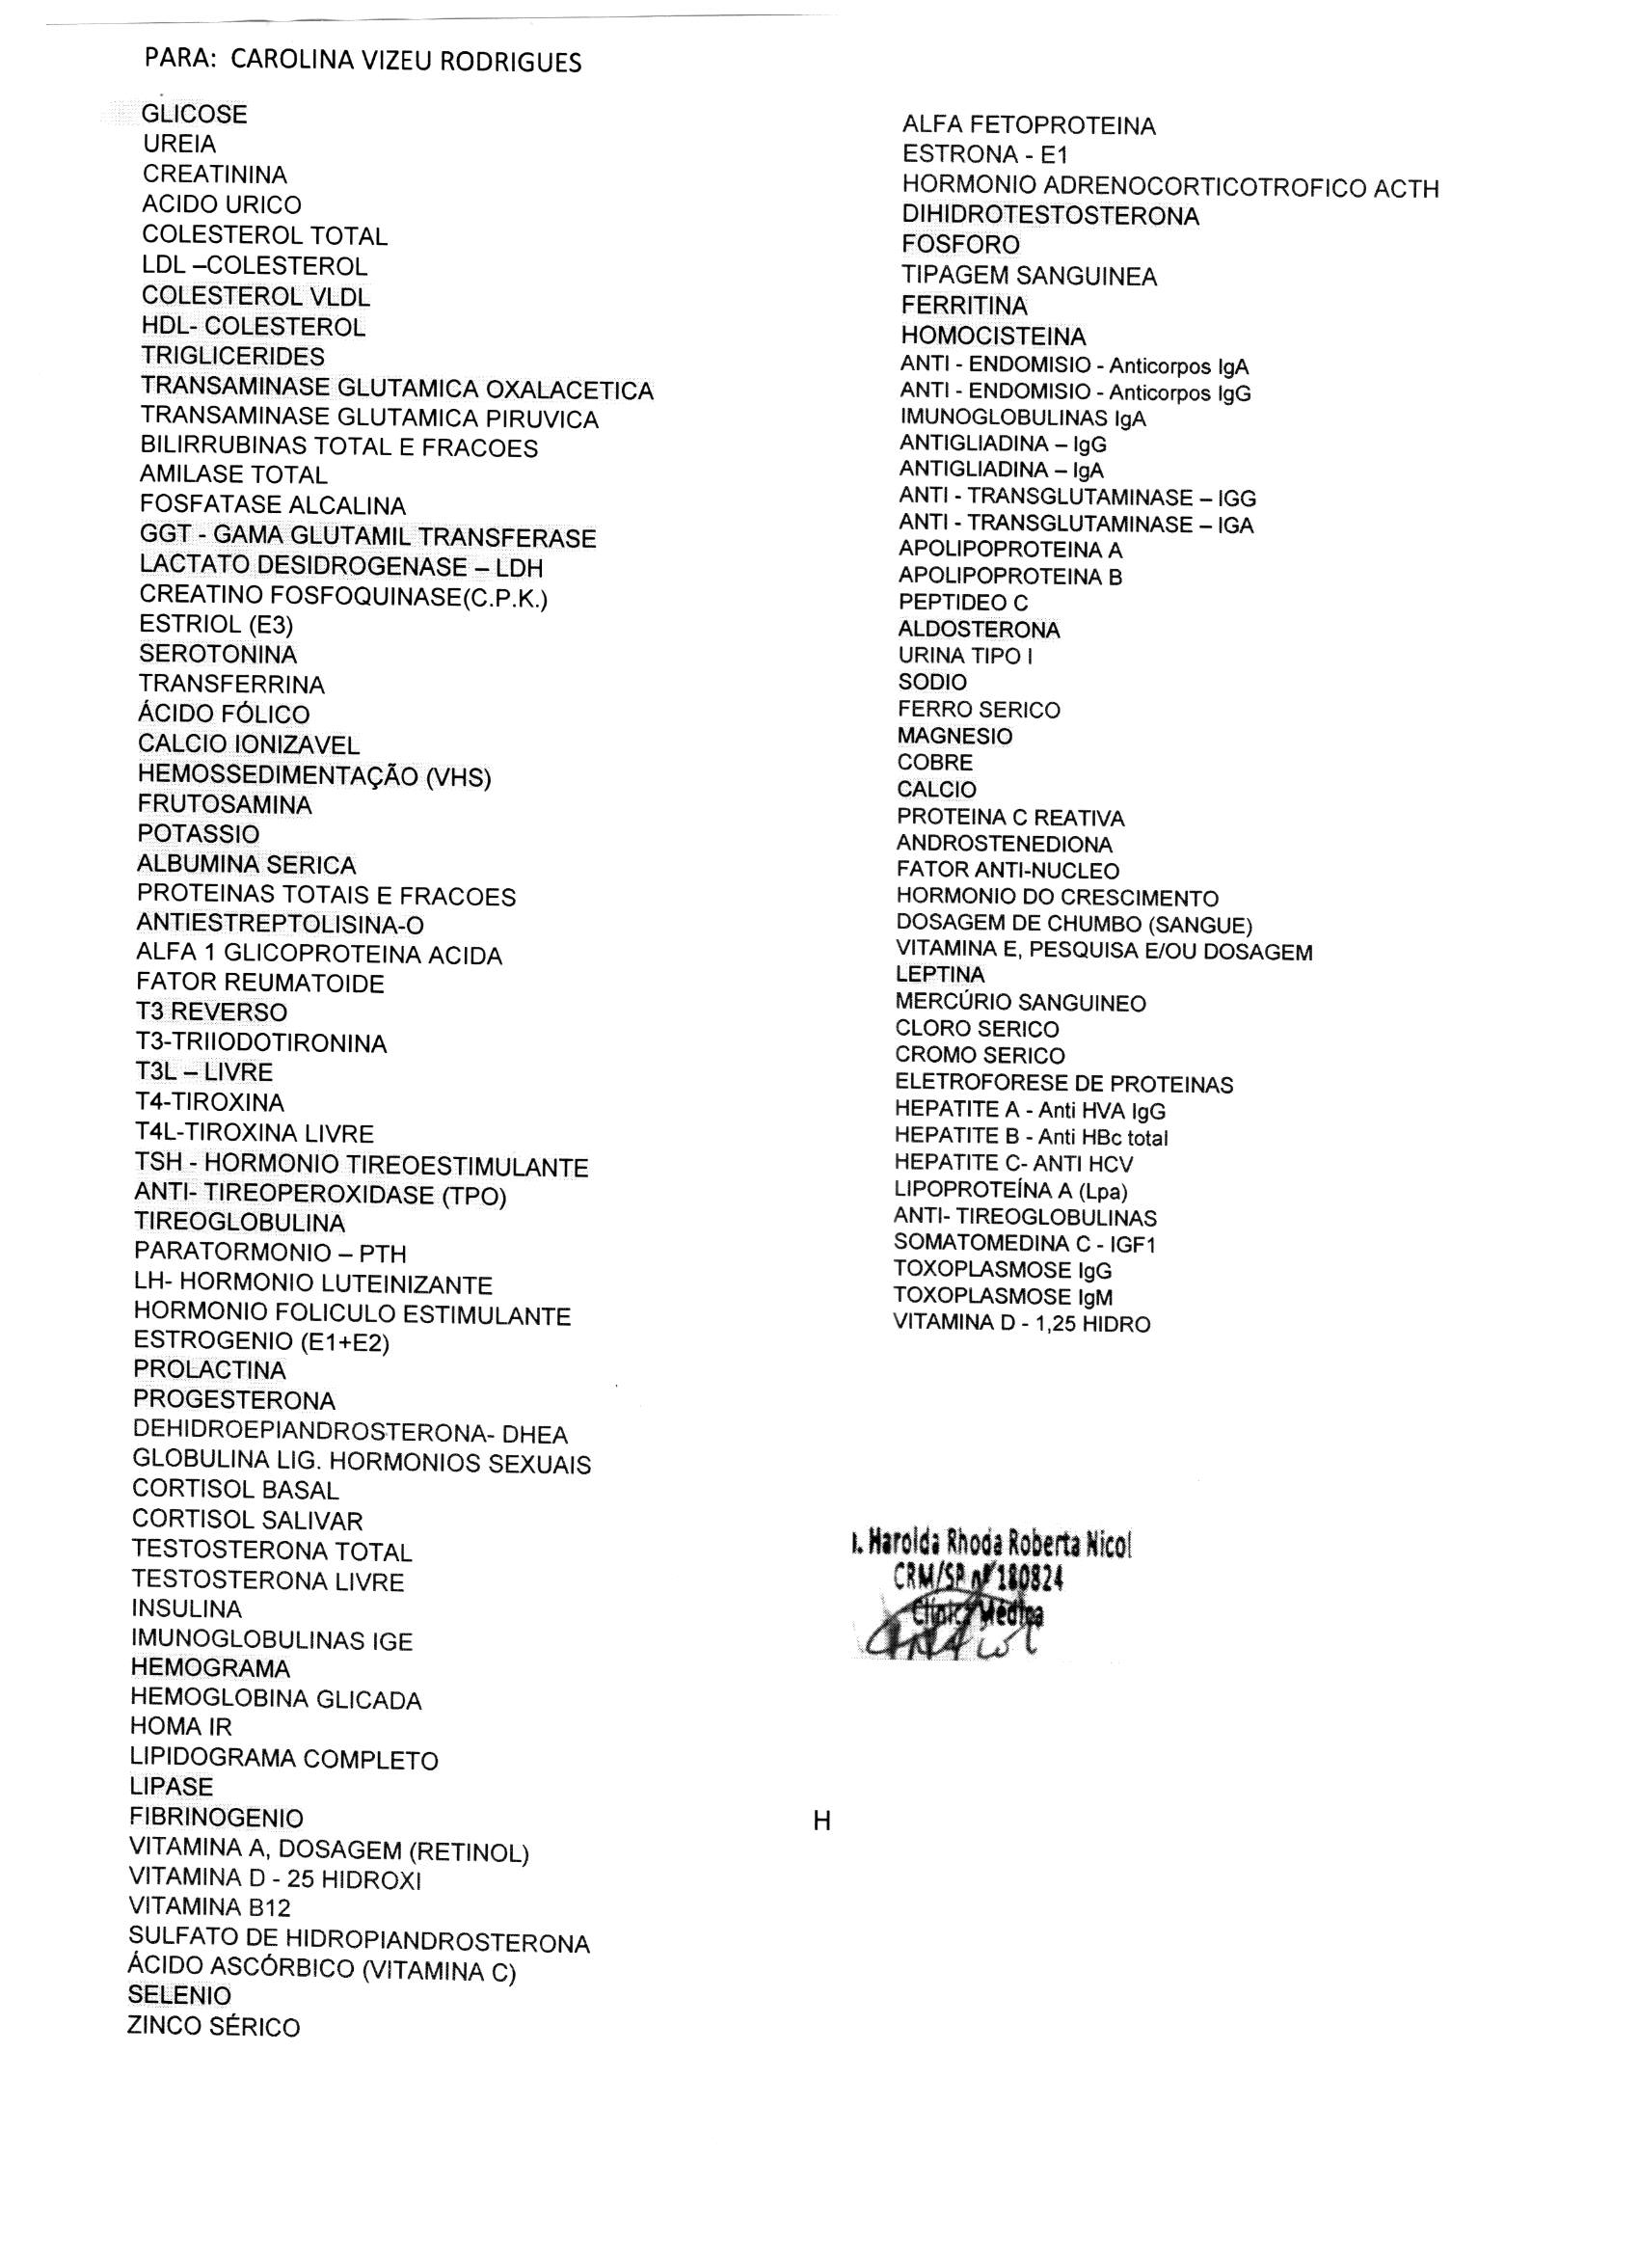 PARA: CAROLINA VIZEU RODRIGUES
GLICOSE
UREIA
CREATININA
ACIDO URICO
COLESTEROL TOTAL
LDL –COLESTEROL
COLESTEROL VLDL
HDL- COLESTEROL
TRIGLICERIDES
TRANSAMINASE GLUTAMICA OXALACETICA
TRANSAMINASE GLUTAMICA PIRUVICA
BILIRRUBINAS TOTAL E FRACOES
AMILASE TOTAL
FOSFATASE ALCALINA
GGT - GAMA GLUTAMIL TRANSFERASE
LACTATO DESIDROGENASE – LDH
CREATINO FOSFOQUINASE(C.P.K.)
ESTRIOL (E3)
SEROTONINA
TRANSFERRINA
ÁCIDO FÓLICO
CALCIO IONIZAVEL
HEMOSSEDIMENTAÇÃO (VHS)
FRUTOSAMINA
POTASSIO
ALBUMINA SERICA
PROTEINAS TOTAIS E FRACOES
ANTIESTREPTOLISINA-O
ALFA 1 GLICOPROTEINA ACIDA
FATOR REUMATOIDE
T3 REVERSO
T3-TRIIODOTIRONINA
T3L – LIVRE
T4-TIROXINA
T4L-TIROXINA LIVRE
TSH - HORMONIO TIREOESTIMULANTE
ANTI- TIREOPEROXIDASE (TPO)
TIREOGLOBULINA
PARATORMONIO – PTH
LH- HORMONIO LUTEINIZANTE
HORMONIO FOLICULO ESTIMULANTE
ESTROGENIO (E1+E2)
PROLACTINA
PROGESTERONA
DEHIDROEPIANDROSTERONA- DHEA
GLOBULINA LIG. HORMONIOS SEXUAIS
CORTISOL BASAL
CORTISOL SALIVAR
TESTOSTERONA TOTAL
TESTOSTERONA LIVRE
INSULINA
IMUNOGLOBULINAS IGE
HEMOGRAMA
HEMOGLOBINA GLICADA
HOMA IR
LIPIDOGRAMA COMPLETO
LIPASE
FIBRINOGENIO
VITAMINA A, DOSAGEM (RETINOL)
VITAMINA D - 25 HIDROXI
VITAMINA B12
SULFATO DE HIDROPIANDROSTERONA
ÁCIDO ASCÓRBICO (VITAMINA C)
SELENIO
ZINCO SÉRICO
ALFA FETOPROTEINA
ESTRONA - E1
HORMONIO ADRENOCORTICOTROFICO ACTH
DIHIDROTESTOSTERONA
FOSFORO
TIPAGEM SANGUINEA
FERRITINA
HOMOCISTEINA
ANTI - ENDOMISIO - Anticorpos IgA
ANTI - ENDOMISIO - Anticorpos IgG
IMUNOGLOBULINAS IgA
ANTIGLIADINA – IgG
ANTIGLIADINA – IgA
ANTI - TRANSGLUTAMINASE – IGG
ANTI - TRANSGLUTAMINASE – IGA
APOLIPOPROTEINA A
APOLIPOPROTEINA B
PEPTIDEO C
ALDOSTERONA
URINA TIPO I
SODIO
FERRO SERICO
MAGNESIO
COBRE
CALCIO
PROTEINA C REATIVA
ANDROSTENEDIONA
FATOR ANTI-NUCLEO
HORMONIO DO CRESCIMENTO
DOSAGEM DE CHUMBO (SANGUE)
VITAMINA E, PESQUISA E/OU DOSAGEM
LEPTINA
MERCÚRIO SANGUINEO
CLORO SERICO
CROMO SERICO
ELETROFORESE DE PROTEINAS
HEPATITE A - Anti HVA IgG
HEPATITE B - Anti HBc total
HEPATITE C- ANTI HCV
LIPOPROTEÍNA A (Lpa)
ANTI- TIREOGLOBULINAS
SOMATOMEDINA C - IGF1
TOXOPLASMOSE IgG
TOXOPLASMOSE IgM
VITAMINA D - 1,25 HIDRO
Harolda Rhoda Roberta Nicol
CRM/SP nº 180824
Clínica Médica
H